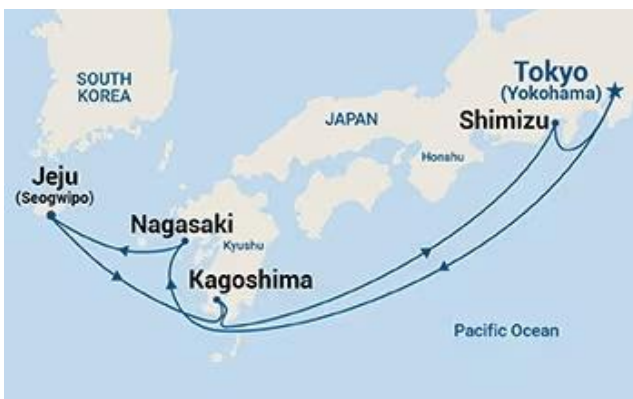 SOUTH
KOREA
Tokyo
(Yokohama)
Shimizu
JAPAN
Honshu
Jeju
(Seogwipo)
Nagasaki
Kyushu
Kagoshima
Pacific Ocean